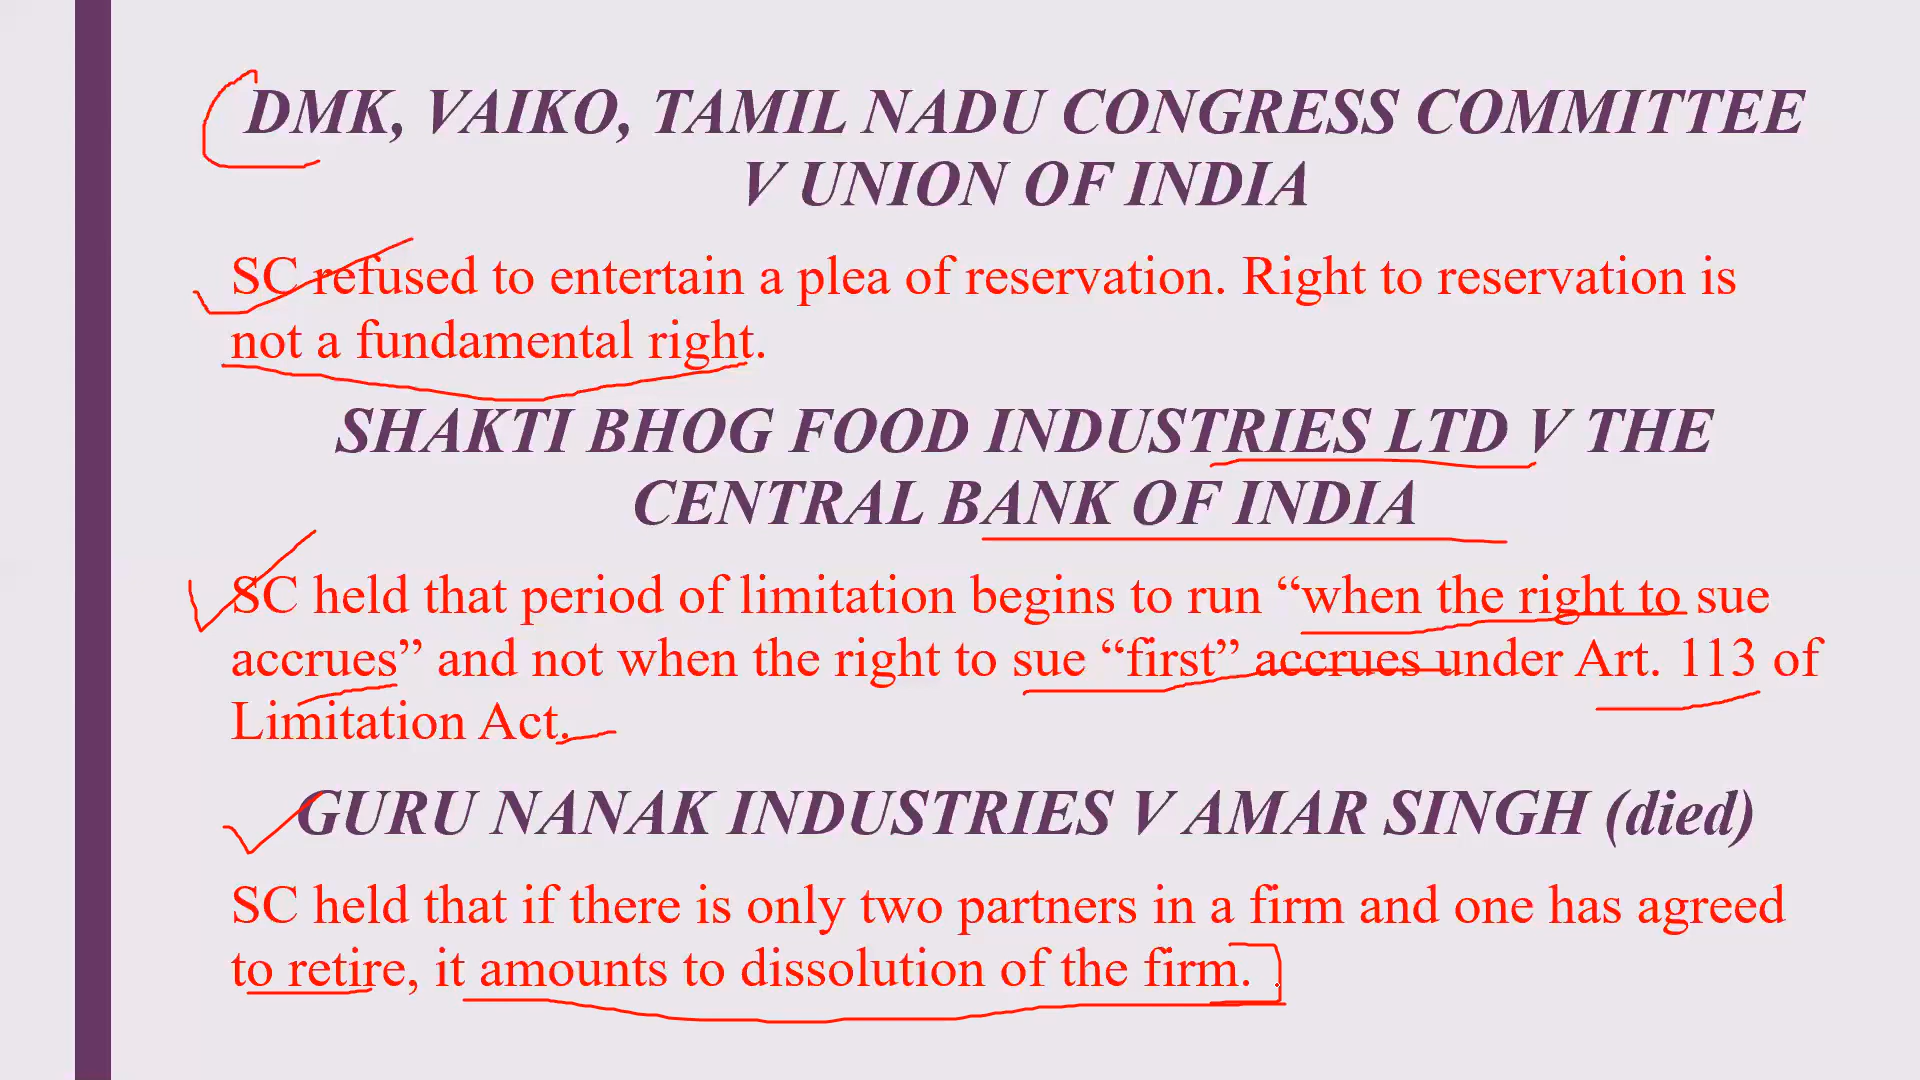 DMK, VAIKO, TAMIL NADU CONGRESS COMMITTEE
V UNION OF INDIA
SC refused to entertain a plea of reservation. Right to reservation is
not a fundamental right.
SHAKTI BHOG FOOD INDUSTRIES LTD V THE
CENTRAL BANK OF INDIA
SC held that period of limitation begins to run “when the right to sue
accrues” and not when the right to sue “first” accrues under Art. 113 of
Limitation Act.
GURU NANAK INDUSTRIES V AMAR SINGH (died)
SC held that if there is only two partners in a firm and one has agreed
to retire, it amounts to dissolution of the firm.